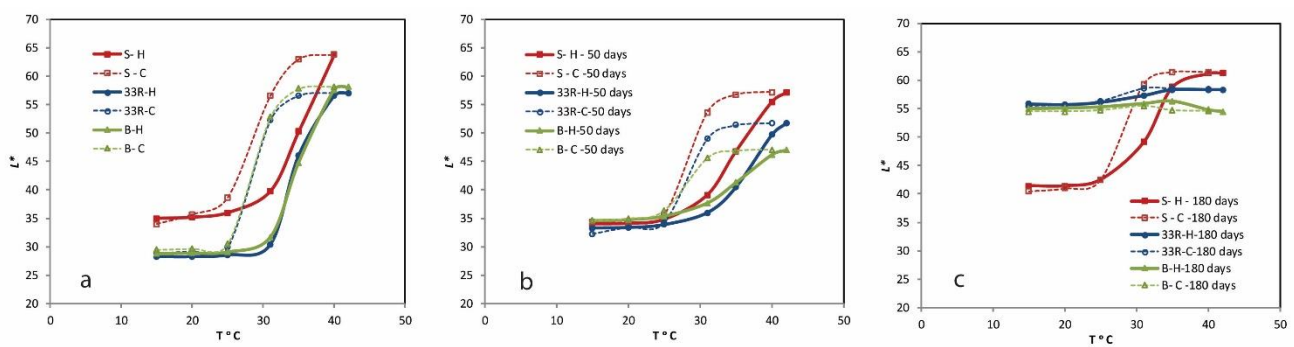 70
65
60
55
50
45
40
35
30
25
20
L*
S- H
S - C
33R-H
33R-C
B-H
B- C
a
0 10 20 30 40 50
T ° C
70
65
60
55
50
45
40
35
30
25
20
L*
S- H - 50 days
S - C -50 days
33R-H-50 days
33R-C-50 days
B-H-50 days
B- C -50 days
b
0 10 20 30 40 50
T ° C
70
65
60
55
50
45
40
35
30
25
20
L*
S- H - 180 days
S - C -180 days
33R-H-180 days
33R-C-180 days
B-H-180 days
B- C -180 days
c
0 10 20 30 40 50
T ° C